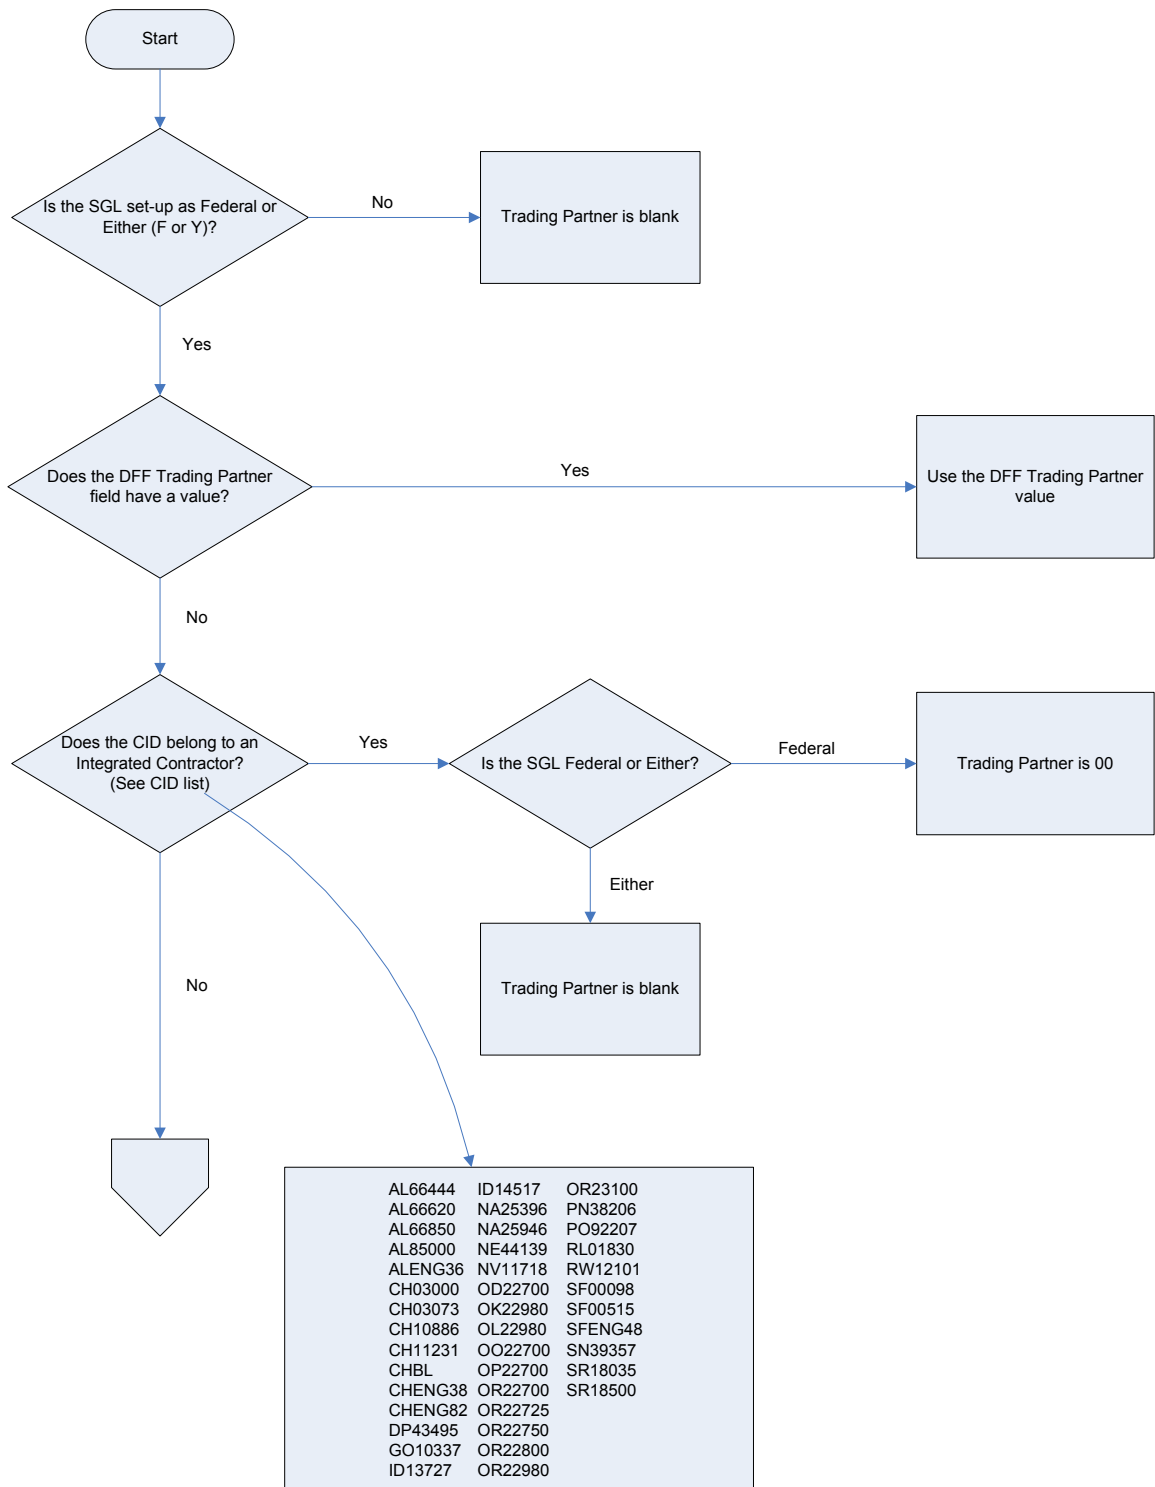 Start
Is the SGL set-up as Federal or
Either (F or Y)?
No
Trading Partner is blank
Yes
Does the DFF Trading Partner
field have a value?
Yes
Use the DFF Trading Partner
value
No
Does the CID belong to an
Integrated Contractor?
(See CID list)
Yes
Is the SGL Federal or Either?
Federal
Trading Partner is 00
Either
Trading Partner is blank
No
AL66444 ID14517 OR23100
AL66620 NA25396 PN38206
AL66850 NA25946 PO92207
AL85000 NE44139 RL01830
ALENG36 NV11718 RW12101
CH03000 OD22700 SF00098
CH03073 OK22980 SF00515
CH10886 OL22980 SFENG48
CH11231 OO22700 SN39357
CHBL OP22700 SR18035
CHENG38 OR22700 SR18500
CHENG82 OR22725
DP43495 OR22750
GO10337 OR22800
ID13727 OR22980